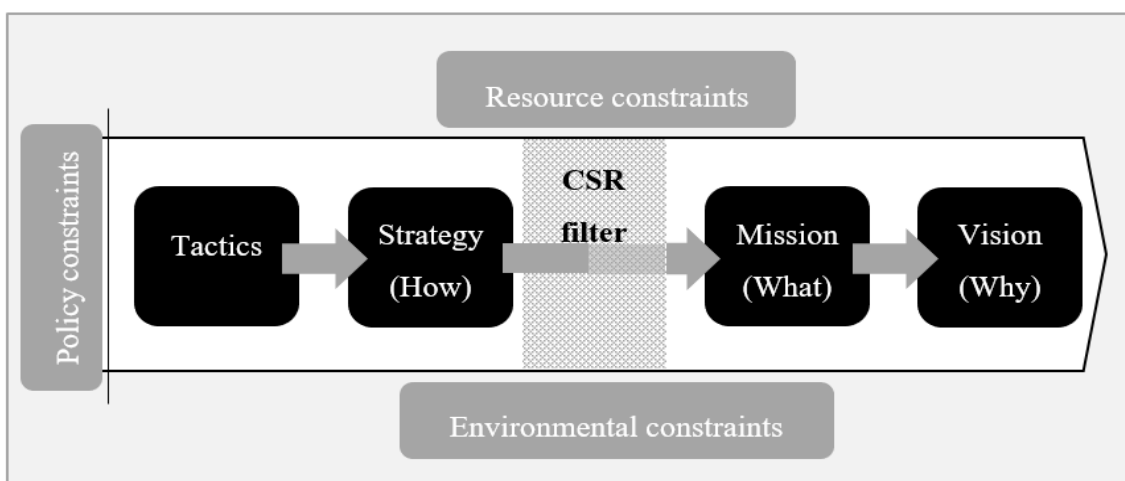 Resource constraints
Policy constraints
CSR
filter
Tactics
Strategy
(How)
Mission
(What)
Vision
(Why)
Environmental constraints